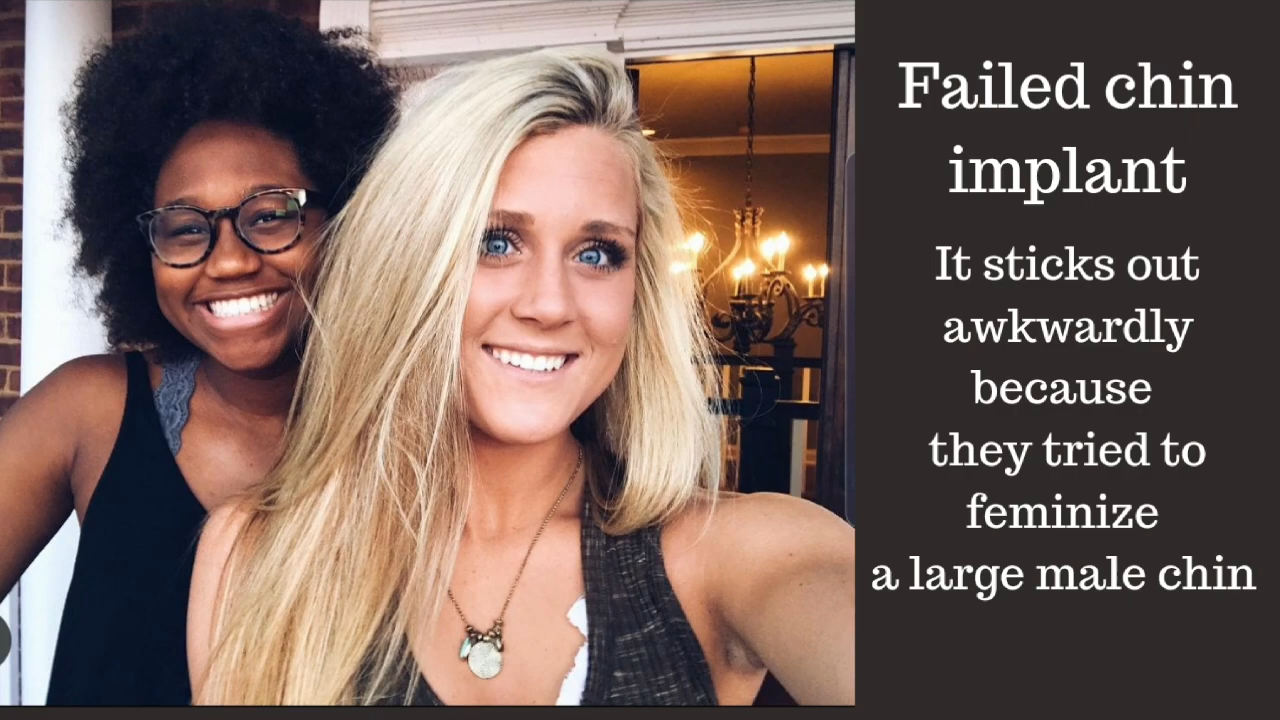 Failed chin
implant
It sticks out
awkwardly
because
they tried to
feminize
a large male chin